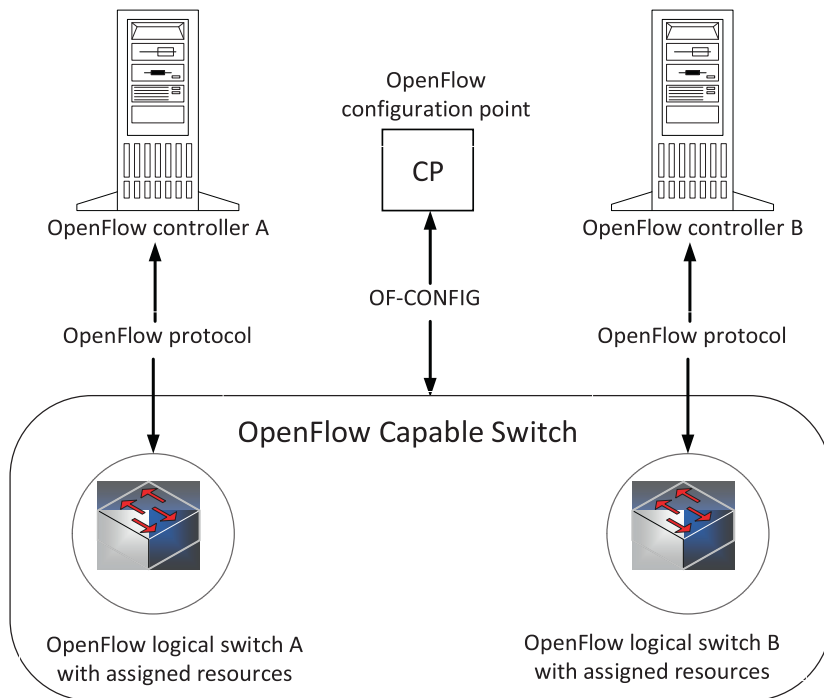 OpenFlow
configuration point
CP
OpenFlow controller A
OpenFlow controller B
OF-CONFIG
OpenFlow protocol
OpenFlow protocol
OpenFlow Capable Switch
OpenFlow logical switch A
with assigned resources
OpenFlow logical switch B
with assigned resources